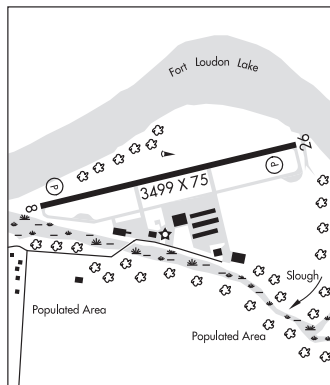 Fort Loudon Lake
26
P
P
3499 X 75
8
Slough
Populated Area
Populated Area